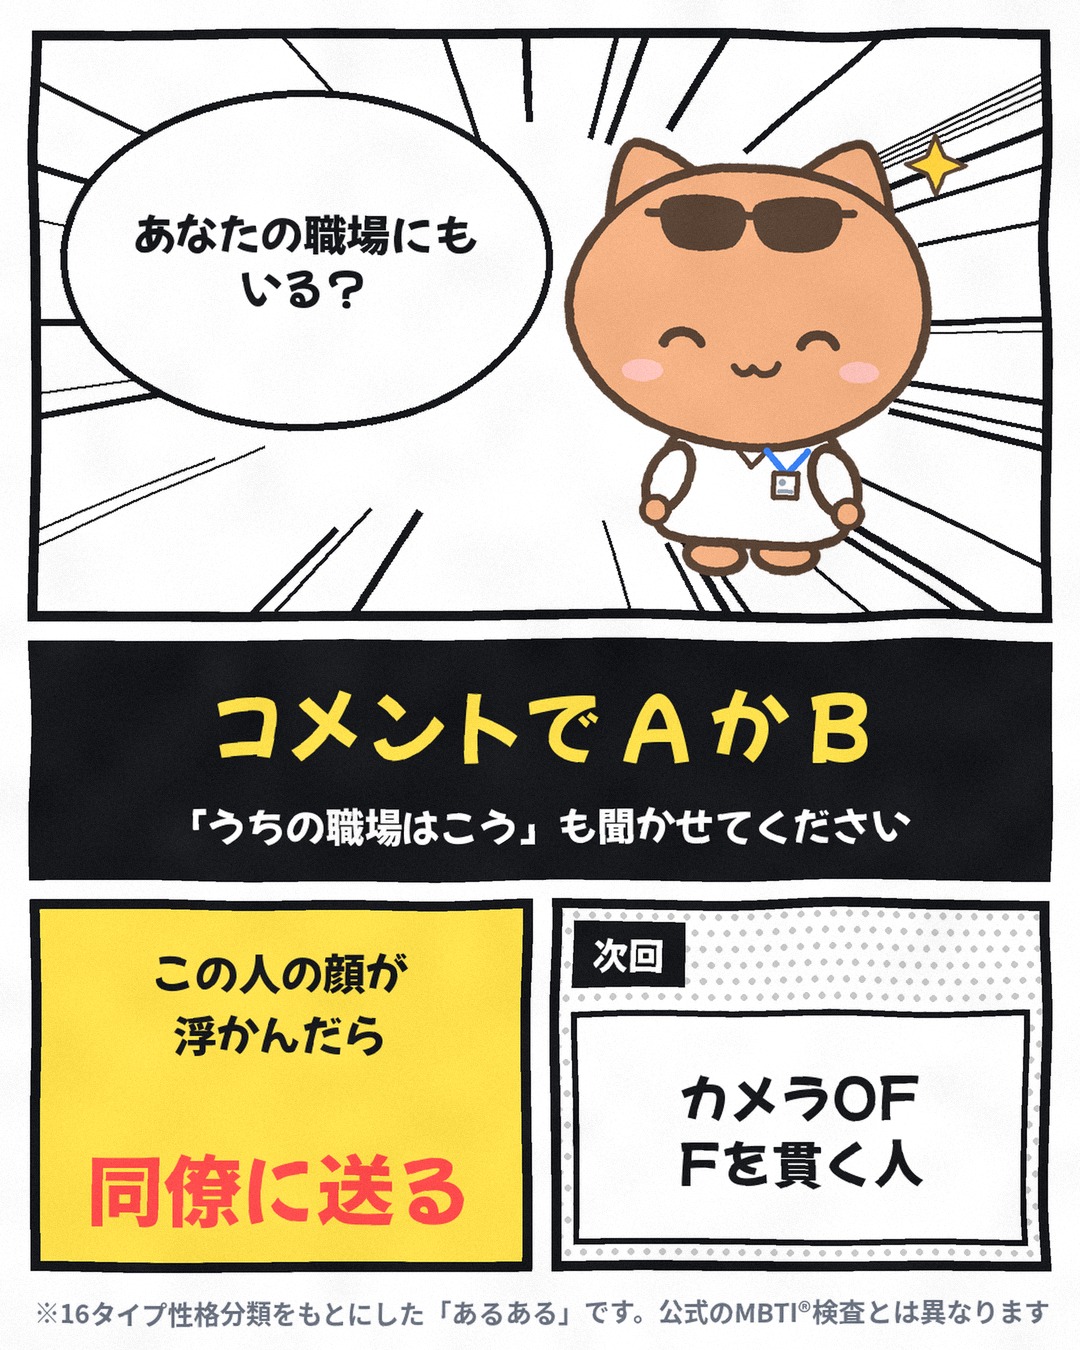 あなたの職場にも
いる？
コメントでAかB
「うちの職場はこう」も聞かせてください
この人の顔が
浮かんだら
同僚に送る
次回
カメラOF
Fを貫く人
※16タイプ性格分類をもとにした「あるある」です。公式のMBTI®検査とは異なります